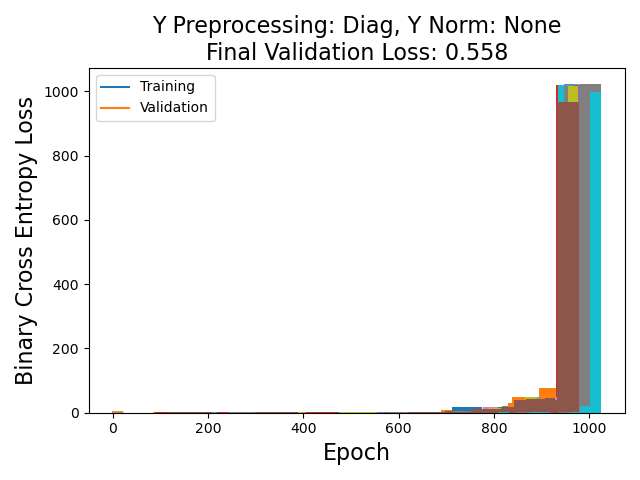 Y Preprocessing: Diag, Y Norm: None
Final Validation Loss: 0.558
Training
Validation
Binary Cross Entropy Loss
1000
800
600
400
200
0
0 200 400 600 800 1000
Epoch